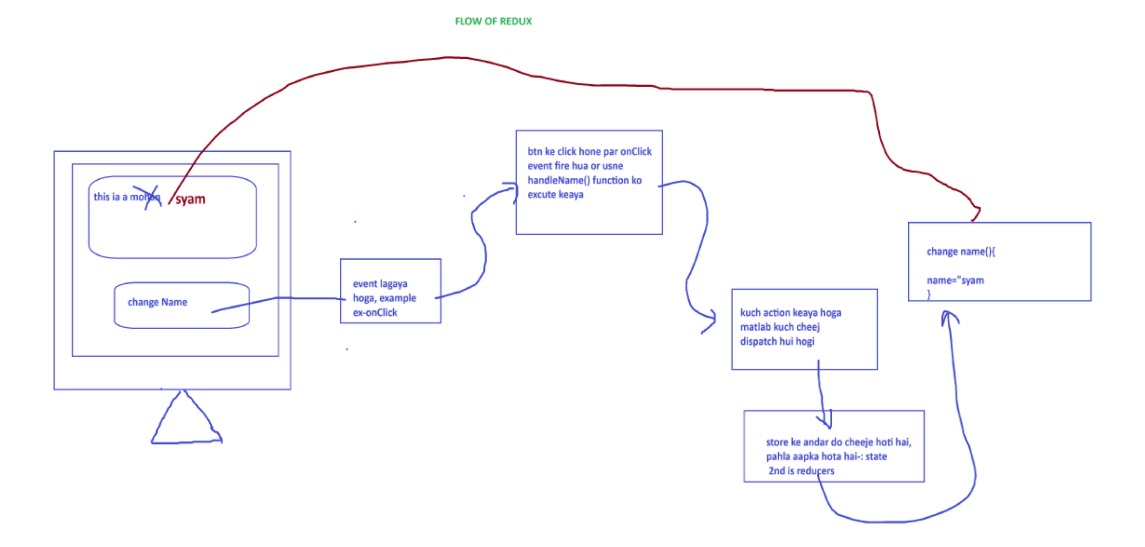 FLOW OF REDUX
this ia a mohan
syam
change Name
event lagaya
hoga, example
ex-onClick
btn ke click hone par onClick
event fire hua or usne
handleName() function ko
excute keaya
kuch action keaya hoga
matlab kuch cheej
dispatch hui hogi
store ke andar do cheeje hoti hai,
pahla aapka hota hai-: state
2nd is reducers
change name(){
name="syam
}